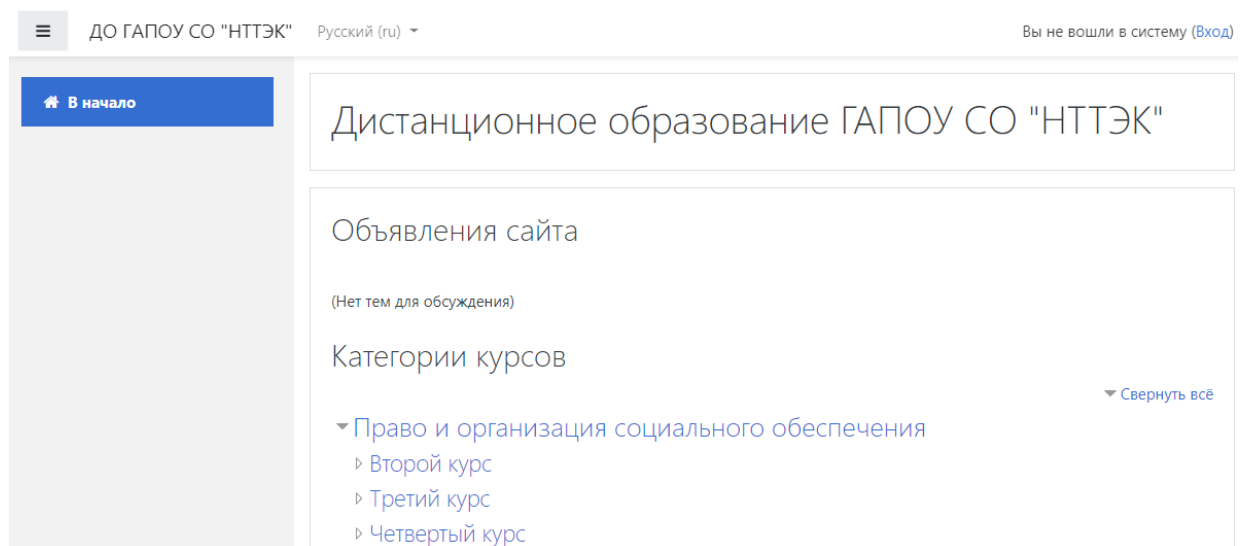 ДО ГАПОУ СО "НТТЭК" Русский (ru) Вы не вошли в систему (Вход)
В начало
Дистанционное образование ГАПОУ СО "НТТЭК"
Объявления сайта
(Нет тем для обсуждения)
Категории курсов
Свернуть всё
Право и организация социального обеспечения
Второй курс
Третий курс
Четвертый курс